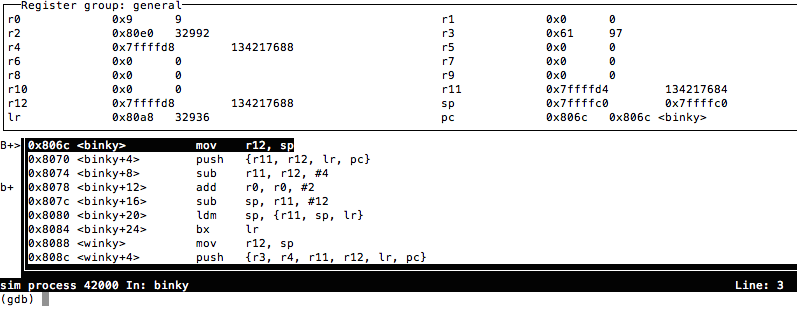 Register group: general
r0 0x9 9 r1 0x0 0
r2 0x80e0 32992 r3 0x61 97
r4 0x7ffffd8 134217688 r5 0x0 0
r6 0x0 0 r7 0x0 0
r8 0x0 0 r9 0x0 0
r10 0x0 0 r11 0x7ffffd4 134217684
r12 0x7ffffd8 134217688 sp 0x7ffffc0 0x7ffffc0
lr 0x80a8 32936 pc 0x806c 0x806c <binky>
B+> 0x806c <binky> mov r12, sp
0x8070 <binky+4> push {r11, r12, lr, pc}
0x8074 <binky+8> sub r11, r12, #4
b+ 0x8078 <binky+12> add r0, r0, #2
0x807c <binky+16> sub sp, r11, #12
0x8080 <binky+20> ldm sp, {r11, sp, lr}
0x8084 <binky+24> bx lr
0x8088 <winky> mov r12, sp
0x808c <winky+4> push {r3, r4, r11, r12, lr, pc}
sim process 42000 In: binky Line: 3
(gdb)